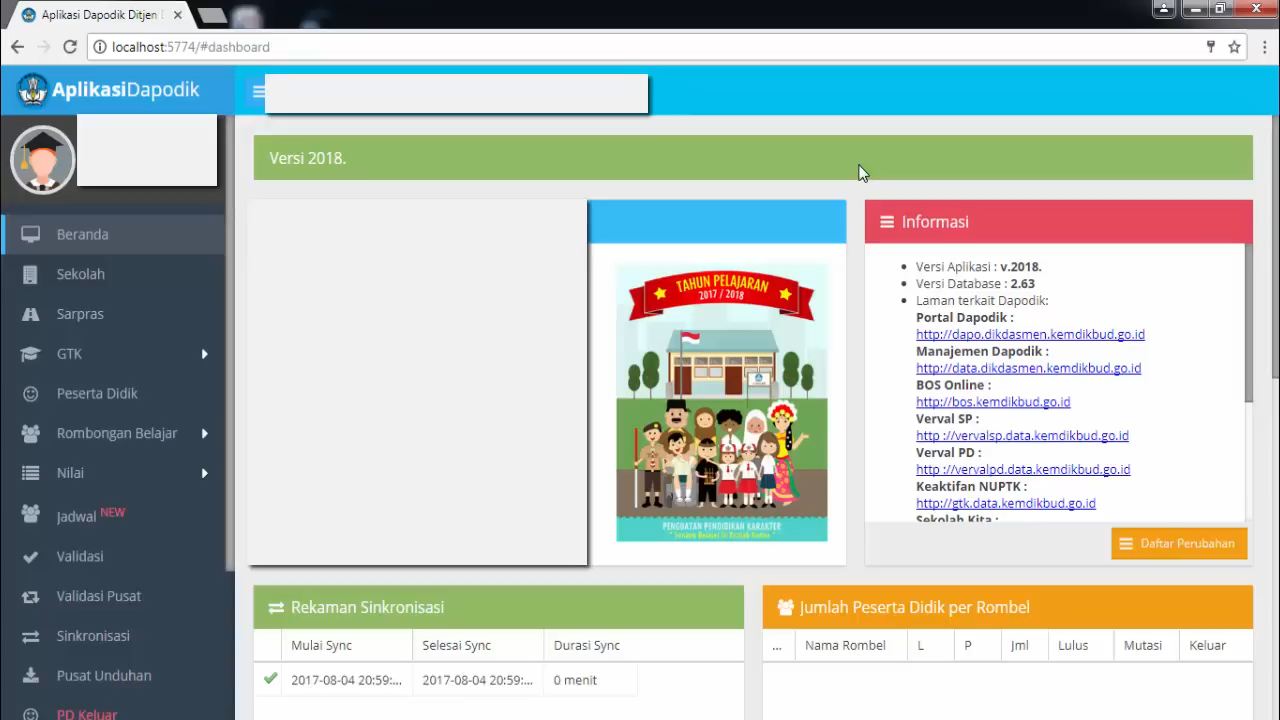 Aplikasi Dapodik Ditjen
localhost:5774/#dashboard
AplikasiDapodik
Versi 2018.
Beranda
Sekolah
Sarpras
GTK
Peserta Didik
Rombongan Belajar
Nilai
Jadwal NEW
Validasi
Validasi Pusat
Sinkronisasi
Pusat Unduhan
PD Keluar
TAHUN PELAJARAN
2017 / 2018
PENGUATAN PENDIDIKAN KARAKTER
Informasi
Versi Aplikasi : v.2018.
Versi Database : 2.63
Laman terkait Dapodik:
Portal Dapodik :
http://dapo.dikdasmen.kemdikbud.go.id
Manajemen Dapodik :
http://data.dikdasmen.kemdikbud.go.id
BOS Online :
http://bos.kemdikbud.go.id
Verval SP :
http ://vervalsp.data.kemdikbud.go.id
Verval PD :
http ://vervalpd.data.kemdikbud.go.id
Keaktifan NUPTK :
http://gtk.data.kemdikbud.go.id
Sekolah Kita :
Daftar Perubahan
Rekaman Sinkronisasi
Mulai Sync Selesai Sync Durasi Sync
2017-08-04 20:59:... 2017-08-04 20:59:... 0 menit
Jumlah Peserta Didik per Rombel
... Nama Rombel L P Jml Lulus Mutasi Keluar